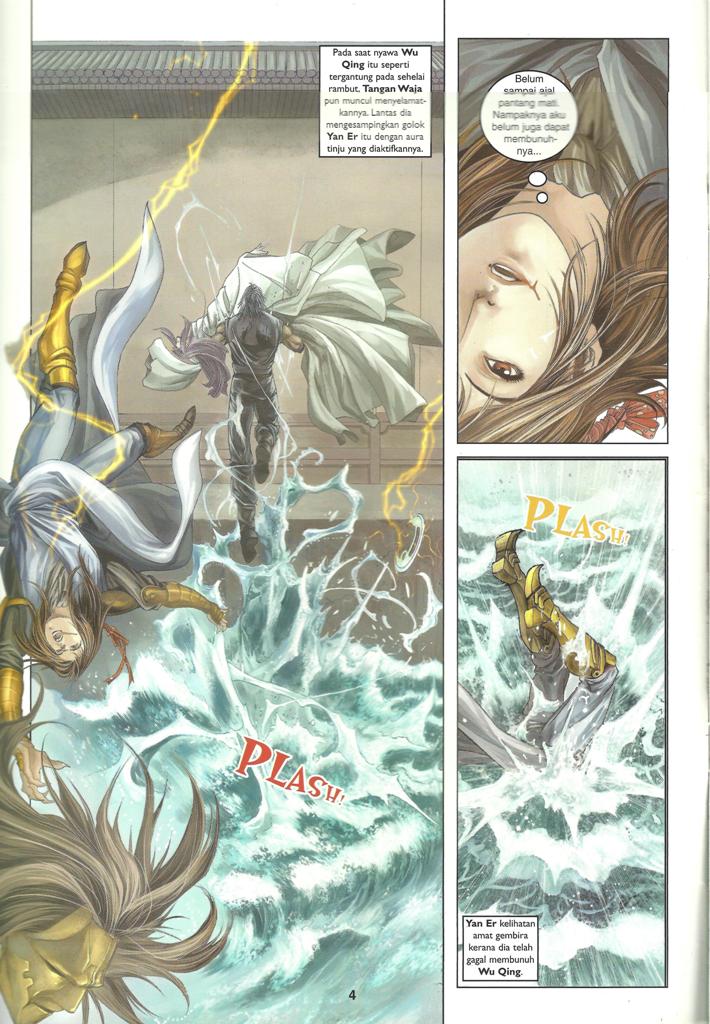 Pada saat nyawa Wu
Qing itu seperti
tergantung pada sehelai
rambut, Tangan Waja
pun muncul menyelamat-
kannya. Lantas dia
mengesampingkan golok
Yan Er itu dengan aura
tinju yang diaktifkannya.
Belum
sampai ajal
pantang mati.
Nampaknya aku
belum juga dapat
membunuh-
nya...
PLASH!
PLASH!
Yan Er kelihatan
amat gembira
kerana dia telah
gagal membunuh
Wu Qing.
4